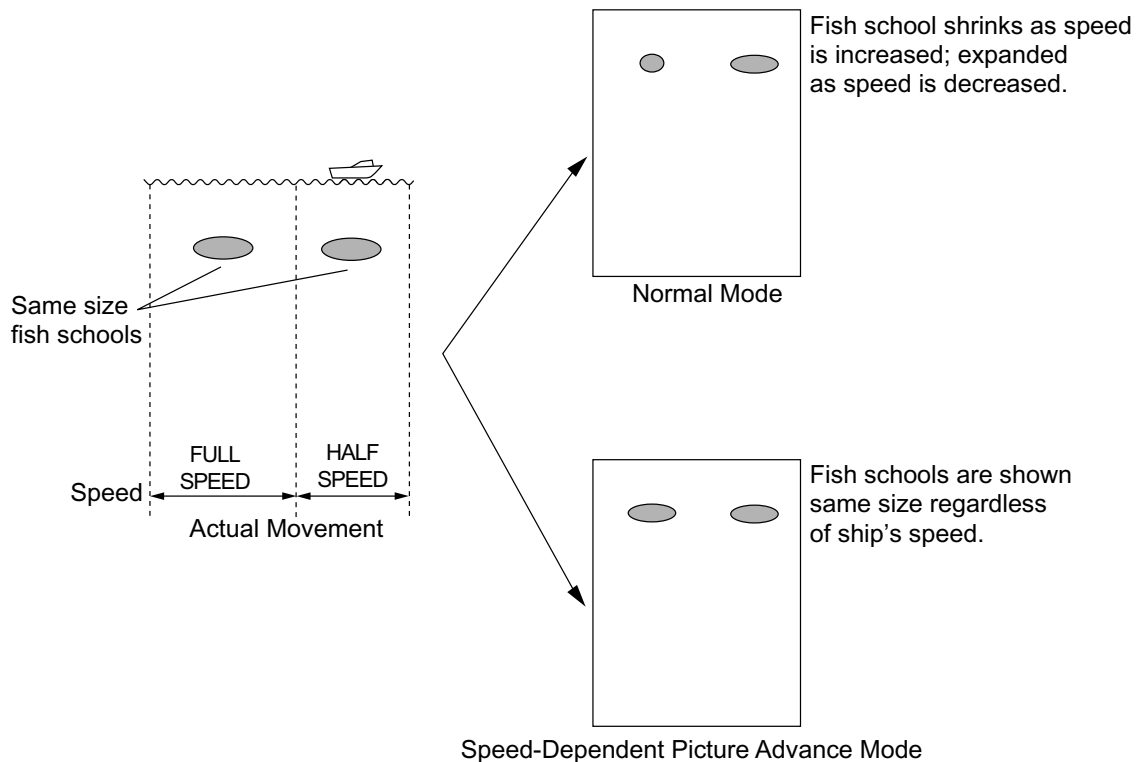 Fish school shrinks as speed
is increased; expanded
as speed is decreased.
Normal Mode
Same size
fish schools
FULL
SPEED
HALF
SPEED
Speed
Actual Movement
Fish schools are shown
same size regardless
of ship's speed.
Speed-Dependent Picture Advance Mode